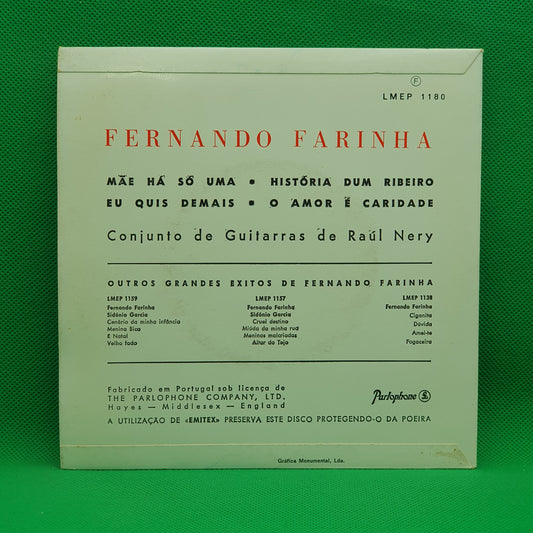 F
LMEP 1180
FERNANDO FARINHA
MÃE HÁ SÓ UMA • HISTÓRIA DUM RIBEIRO
EU QUIS DEMAIS • O AMOR É CARIDADE
Conjunto de Guitarras de Raúl Nery
OUTROS GRANDES EXITOS DE FERNANDO FARINHA
LMEP 1159
Fernando Farinha
Sidónio Garcia
Cenário da minha infância
Menina Bica
É Natal
Velho fado
LMEP 1157
Fernando Farinha
Sidónio Garcia
Cruel destino
Miúda da minha rua
Meninos malcriados
Altar do Tejo
LMEP 1138
Fernando Farinha
Ciganita
Dúvida
Amei-te
Fogaceira
Fabricado em Portugal sob licença de
THE PARLOPHONE COMPANY, LTD.
Hayes — Middlesex — England
Parlophone
A UTILIZAÇÃO DE «EMITEX» PRESERVA ESTE DISCO PROTEGENDO-O DA POEIRA
Gráfica Monumental, Lda.